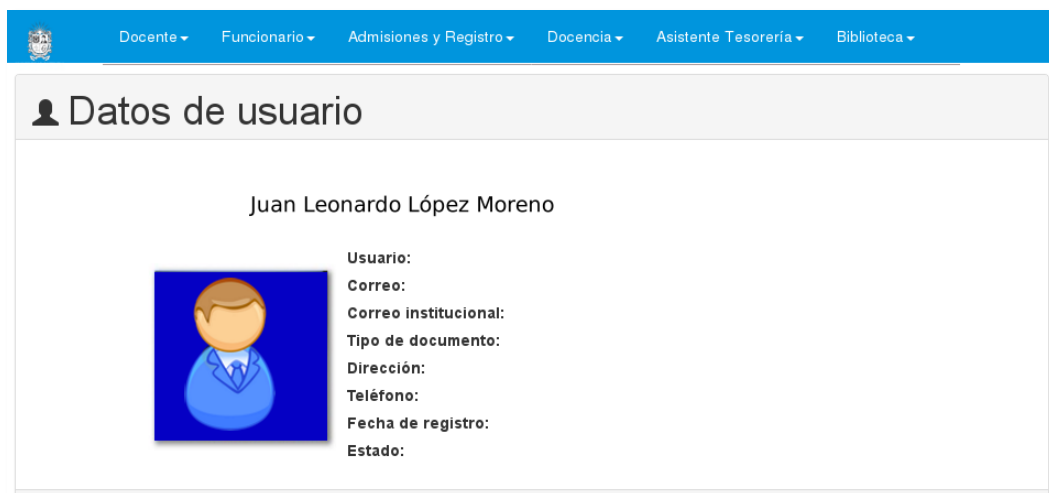 Docente Funcionario Admisiones y Registro Docencia Asistente Tesorería Biblioteca
Datos de usuario
Juan Leonardo López Moreno
Usuario:
Correo:
Correo institucional:
Tipo de documento:
Dirección:
Teléfono:
Fecha de registro:
Estado: